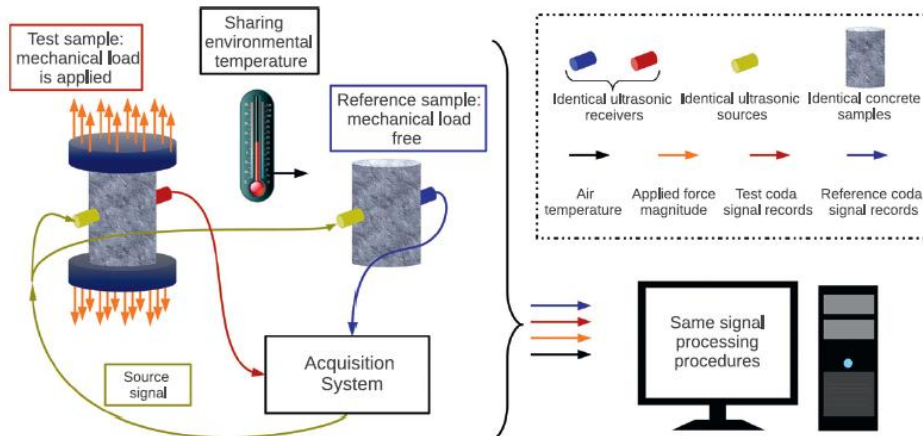 Test sample:
mechanical load
is applied
Sharing
environmental
temperature
Reference sample:
mechanical load
free
Source
signal
Acquisition
System
Identical ultrasonic
receivers
Identical ultrasonic
sources
Identical concrete
samples
Air
temperature
Applied force
magnitude
Test coda
signal records
Reference coda
signal records
Same signal
processing
procedures